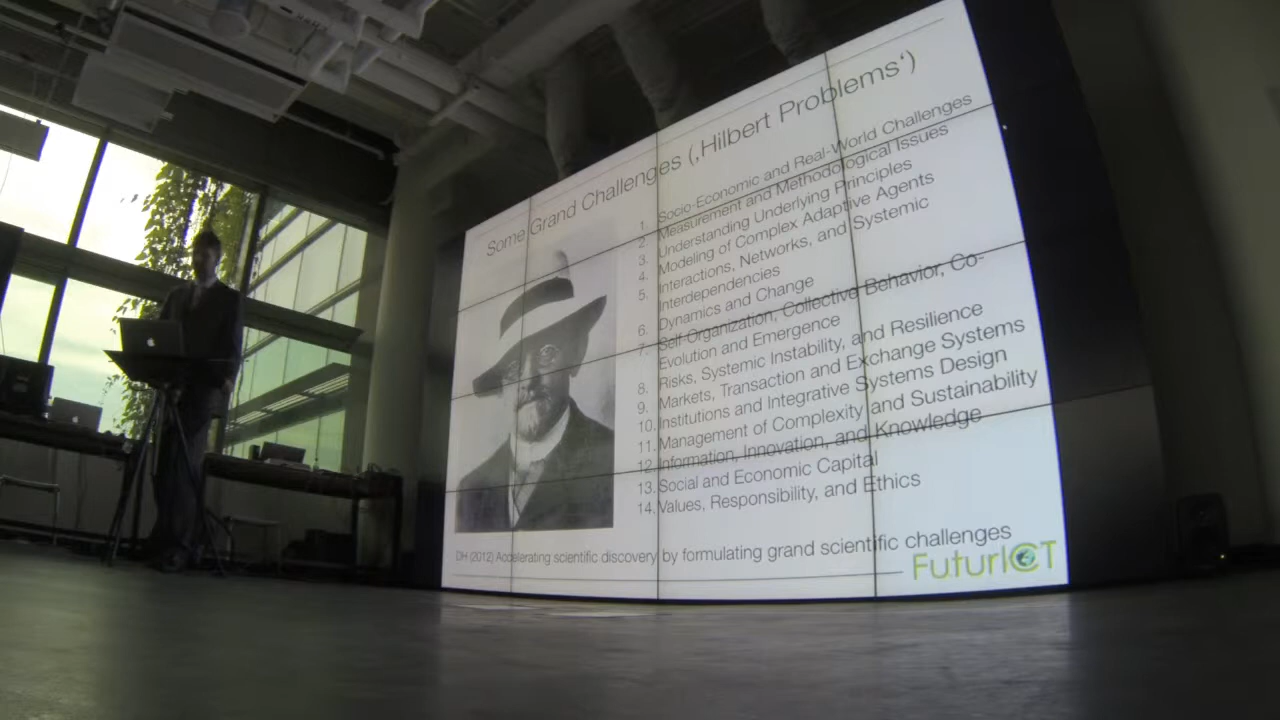 Some Grand Challenges (‚Hilbert Problems‘)
1. Socio-Economic and Real-World Challenges
2. Measurement and Methodological Issues
3. Understanding Underlying Principles
4. Modeling of Complex Adaptive Agents
5. Interactions, Networks, and Systemic
Interdependencies
6. Dynamics and Change
7. Self-Organization, Collective Behavior, Co-
Evolution and Emergence
8. Risks, Systemic Instability, and Resilience
9. Markets, Transaction and Exchange Systems
10. Institutions and Integrative Systems Design
11. Management of Complexity and Sustainability
12. Information, Innovation, and Knowledge
13. Social and Economic Capital
14. Values, Responsibility, and Ethics
DH (2012) Accelerating scientific discovery by formulating grand scientific challenges
FuturICT